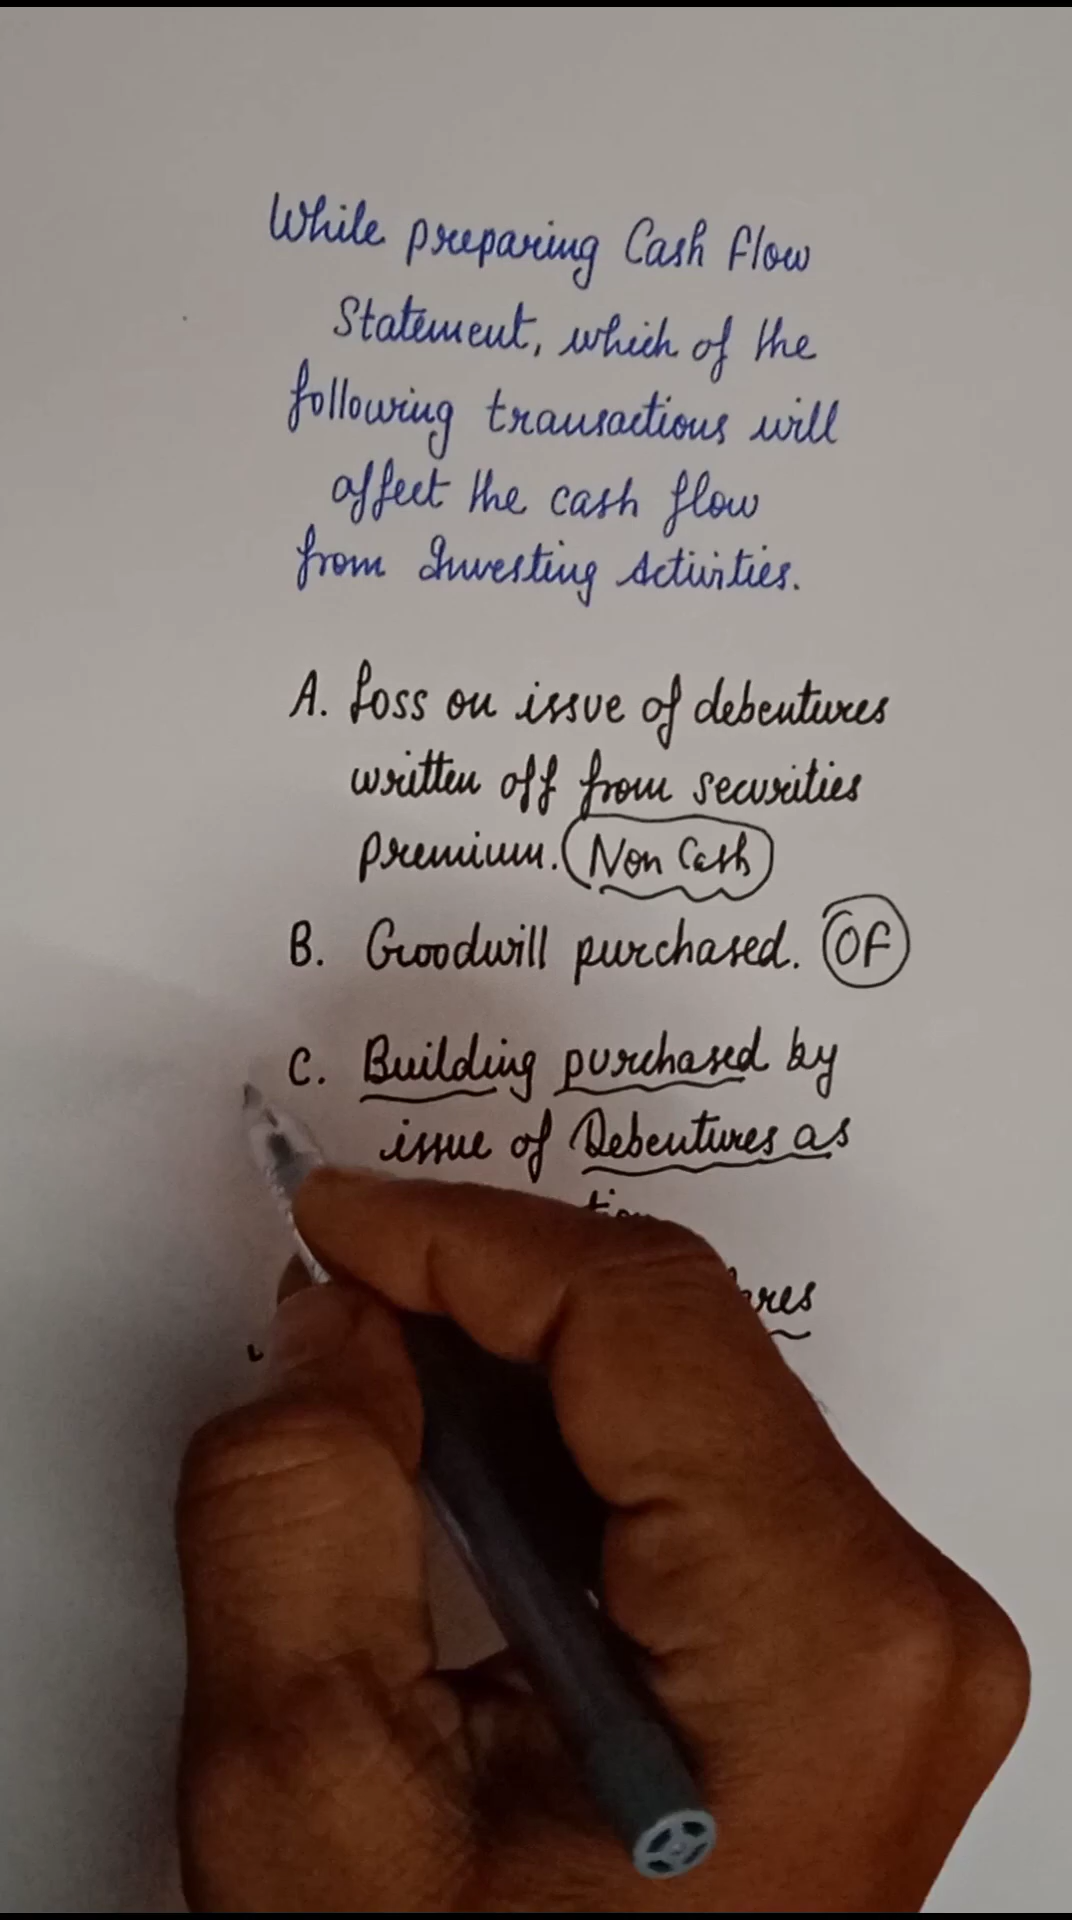 While preparing Cash flow
Statement, which of the
following transactions will
affect the cash flow
from Investing Activities.
A. Loss on issue of debentures
written off from securities
premium. Non Cash
B. Goodwill purchased. OF
C. Building purchased by
issue of Debentures as